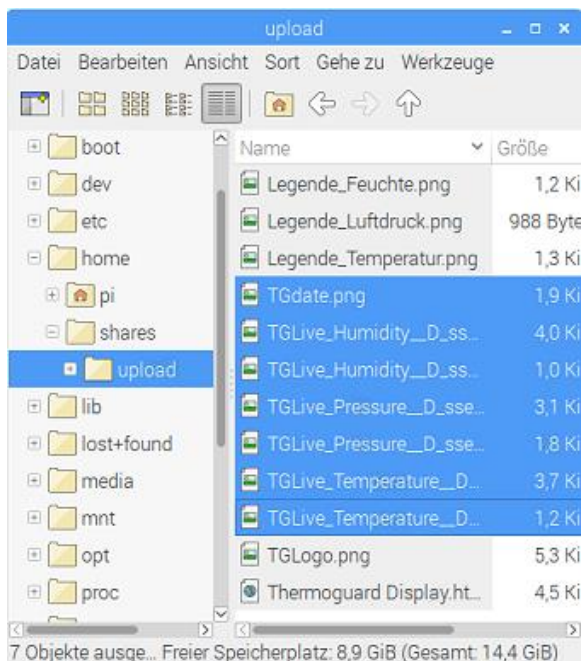 upload
Datei Bearbeiten Ansicht Sort Gehe zu Werkzeuge
boot
dev
etc
home
pi
shares
upload
lib
lost+found
media
mnt
opt
proc
Name Größe
Legende_Feuchte.png 1,2 Ki
Legende_Luftdruck.png 988 Byte
Legende_Temperatur.png 1,3 Ki
TGdate.png 1,9 Ki
TGLive_Humidity__D_ss... 4,0 Ki
TGLive_Humidity__D_ss... 1,0 Ki
TGLive_Pressure__D_sse... 3,1 Ki
TGLive_Pressure__D_sse... 1,8 Ki
TGLive_Temperature__D... 3,7 Ki
TGLive_Temperature__D... 1,2 Ki
TGLogo.png 5,3 Ki
Thermoguard Display.ht... 4,5 Ki
7 Objekte ausge... Freier Speicherplatz: 8,9 GiB (Gesamt: 14,4 GiB)